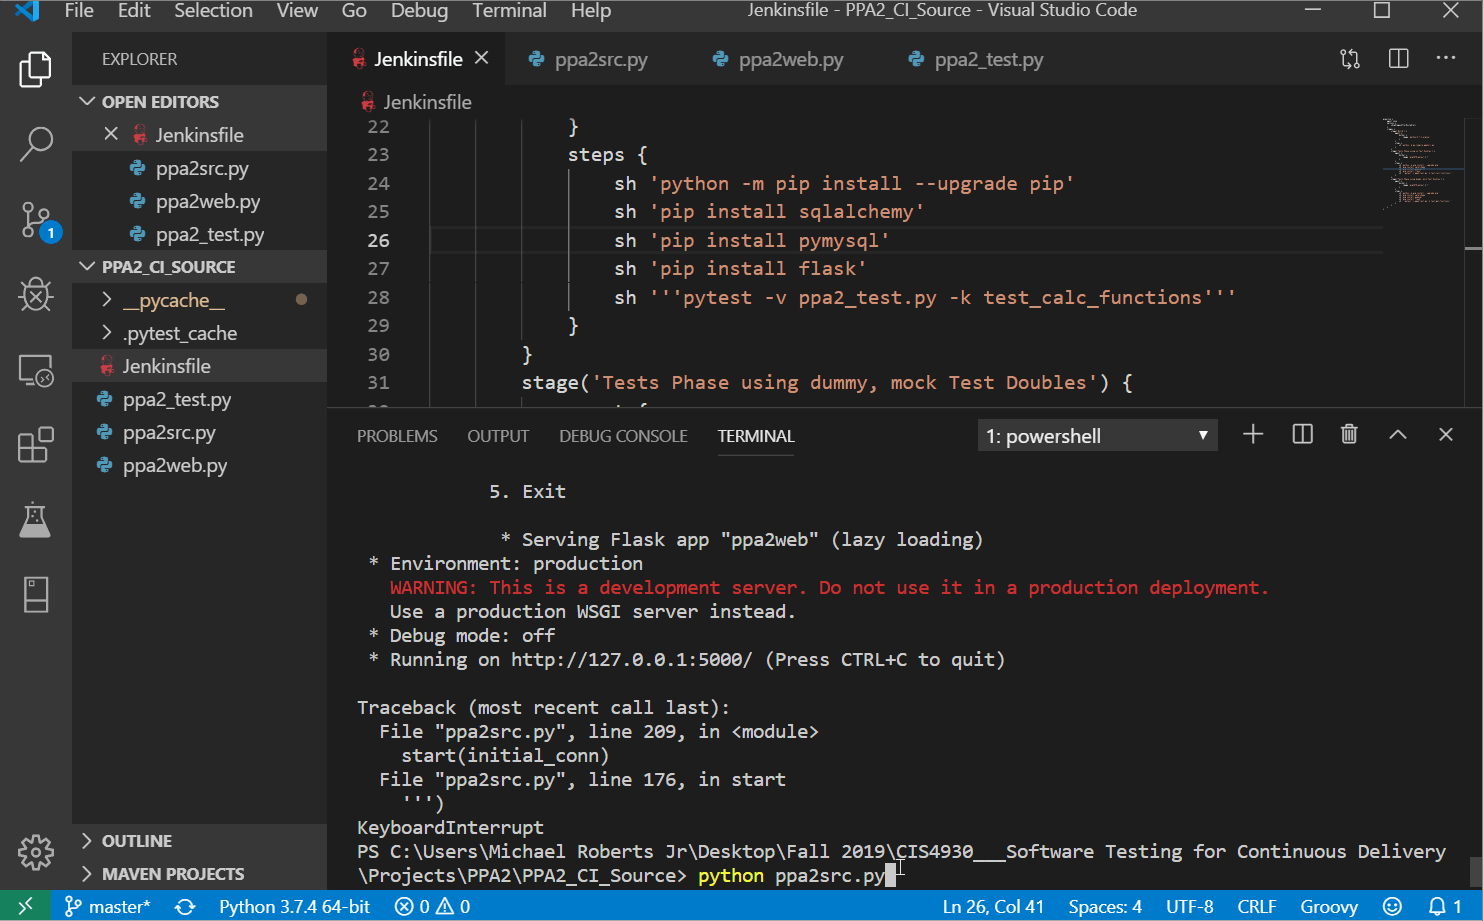 File Edit Selection View Go Debug Terminal Help Jenkinsfile - PPA2_CI_Source - Visual Studio Code
EXPLORER
OPEN EDITORS
Jenkinsfile
ppa2src.py
ppa2web.py
ppa2_test.py
1
PPA2_CI_SOURCE
__pycache__
.pytest_cache
Jenkinsfile
ppa2_test.py
ppa2src.py
ppa2web.py
OUTLINE
MAVEN PROJECTS
Jenkinsfile ppa2src.py ppa2web.py ppa2_test.py
Jenkinsfile
22 }
23 steps {
24 sh 'python -m pip install --upgrade pip'
25 sh 'pip install sqlalchemy'
26 sh 'pip install pymysql'
27 sh 'pip install flask'
28 sh '''pytest -v ppa2_test.py -k test_calc_functions'''
29 }
30 }
31 stage('Tests Phase using dummy, mock Test Doubles') {
PROBLEMS OUTPUT DEBUG CONSOLE TERMINAL 1: powershell
5. Exit
* Serving Flask app "ppa2web" (lazy loading)
* Environment: production
WARNING: This is a development server. Do not use it in a production deployment.
Use a production WSGI server instead.
* Debug mode: off
* Running on http://127.0.0.1:5000/ (Press CTRL+C to quit)
Traceback (most recent call last):
File "ppa2src.py", line 209, in <module>
start(initial_conn)
File "ppa2src.py", line 176, in start
''')
KeyboardInterrupt
PS C:\Users\Michael Roberts Jr\Desktop\Fall 2019\CIS4930___Software Testing for Continuous Delivery
\Projects\PPA2\PPA2_CI_Source> python ppa2src.py
master* Python 3.7.4 64-bit 0 0 Ln 26, Col 41 Spaces: 4 UTF-8 CRLF Groovy 1